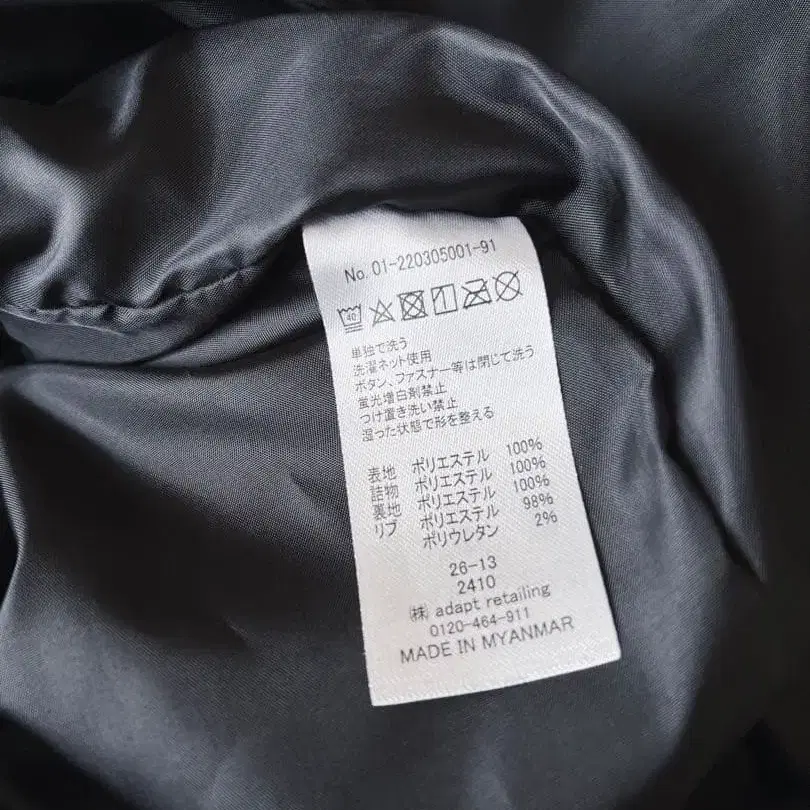 No. 01-220305001-91
40
単独で洗う
洗濯ネット使用
ボタン、ファスナー等は閉じて洗う
蛍光増白剤禁止
つけ置き洗い禁止
湿った状態で形を整える
表地 ポリエステル 100%
詰物 ポリエステル 100%
裏地 ポリエステル 100%
リブ ポリエステル 98%
ポリウレタン 2%
26-13
2410
㈱ adapt retailing
0120-464-911
MADE IN MYANMAR